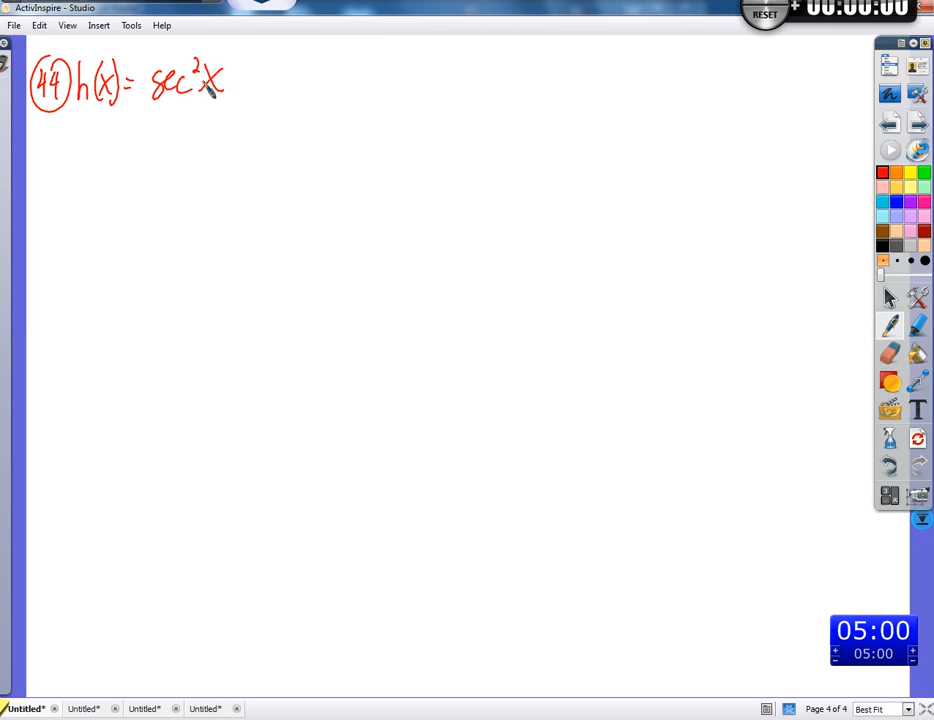 ActivInspire - Studio
RESET
00:00:00
File Edit View Insert Tools Help
44 h(x) = sec²x
T
05:00
05:00
Page 4 of 4
Untitled* Untitled* Untitled* Untitled* Best Fit